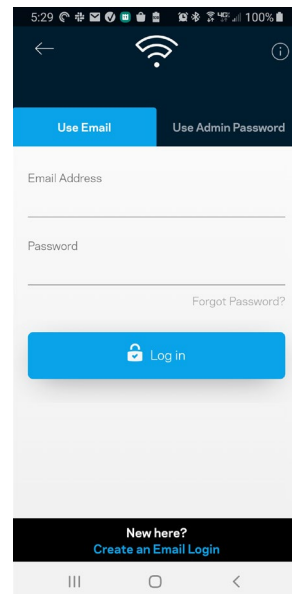 5:29 100%
Use Email Use Admin Password
Email Address
Password
Forgot Password?
Log in
New here?
Create an Email Login